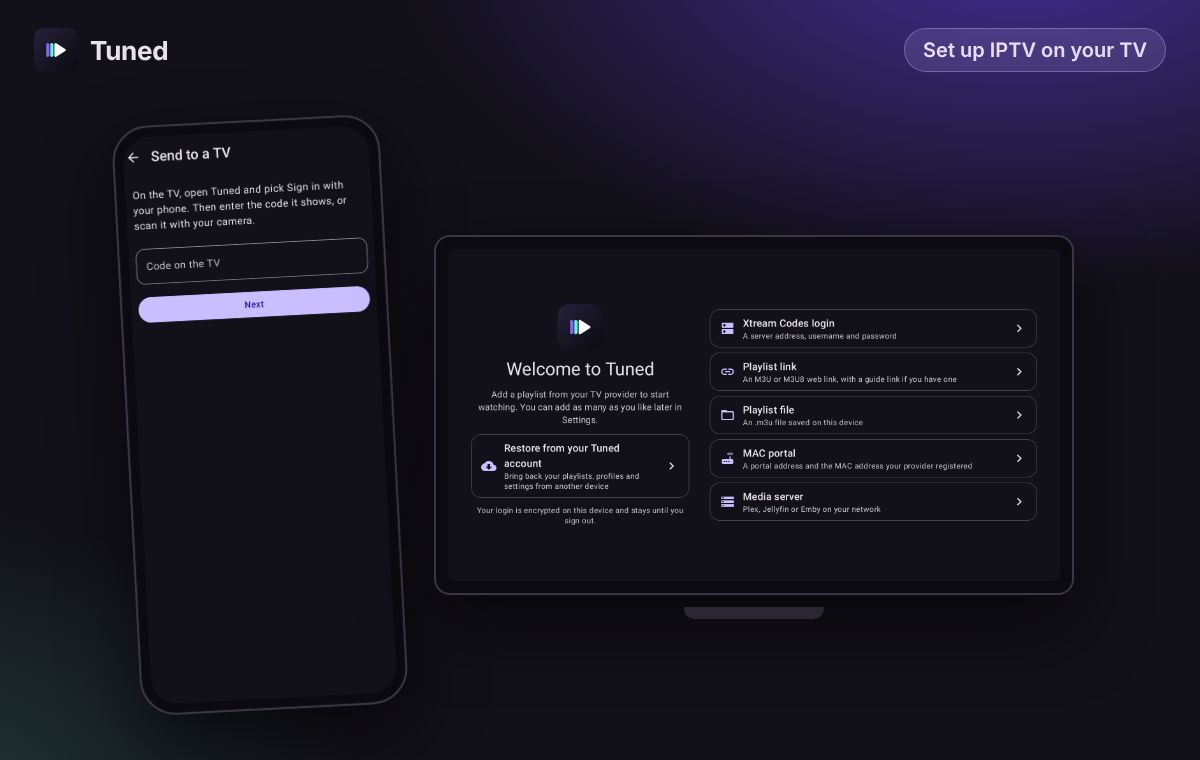 Tuned
Set up IPTV on your TV
Send to a TV
On the TV, open Tuned and pick Sign in with
your phone. Then enter the code it shows, or
scan it with your camera.
Code on the TV
Next
Welcome to Tuned
Add a playlist from your TV provider to start
watching. You can add as many as you like later in
Settings.
Restore from your Tuned
account
Bring back your playlists, profiles and
settings from another device
Your login is encrypted on this device and stays until you
sign out.
Xtream Codes login
A server address, username and password
Playlist link
An M3U or M3U8 web link, with a guide link if you have one
Playlist file
An .m3u file saved on this device
MAC portal
A portal address and the MAC address your provider registered
Media server
Plex, Jellyfin or Emby on your network